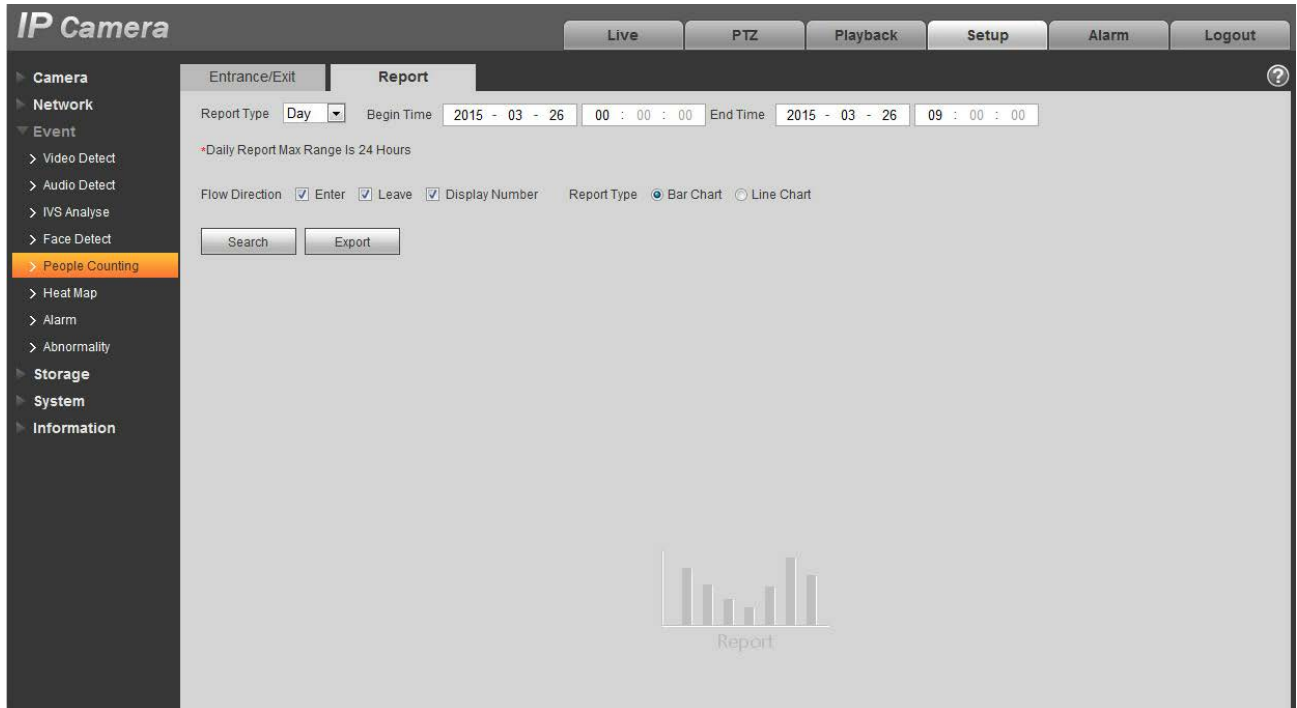 IP Camera
Live PTZ Playback Setup Alarm Logout
Camera
Network
Event
Video Detect
Audio Detect
IVS Analyse
Face Detect
People Counting
Heat Map
Alarm
Abnormality
Storage
System
Information
Entrance/Exit Report ?
Report Type Day Begin Time 2015 - 03 - 26 00 : 00 : 00 End Time 2015 - 03 - 26 09 : 00 : 00
*Daily Report Max Range Is 24 Hours
Flow Direction Enter Leave Display Number Report Type Bar Chart Line Chart
Search Export
Report